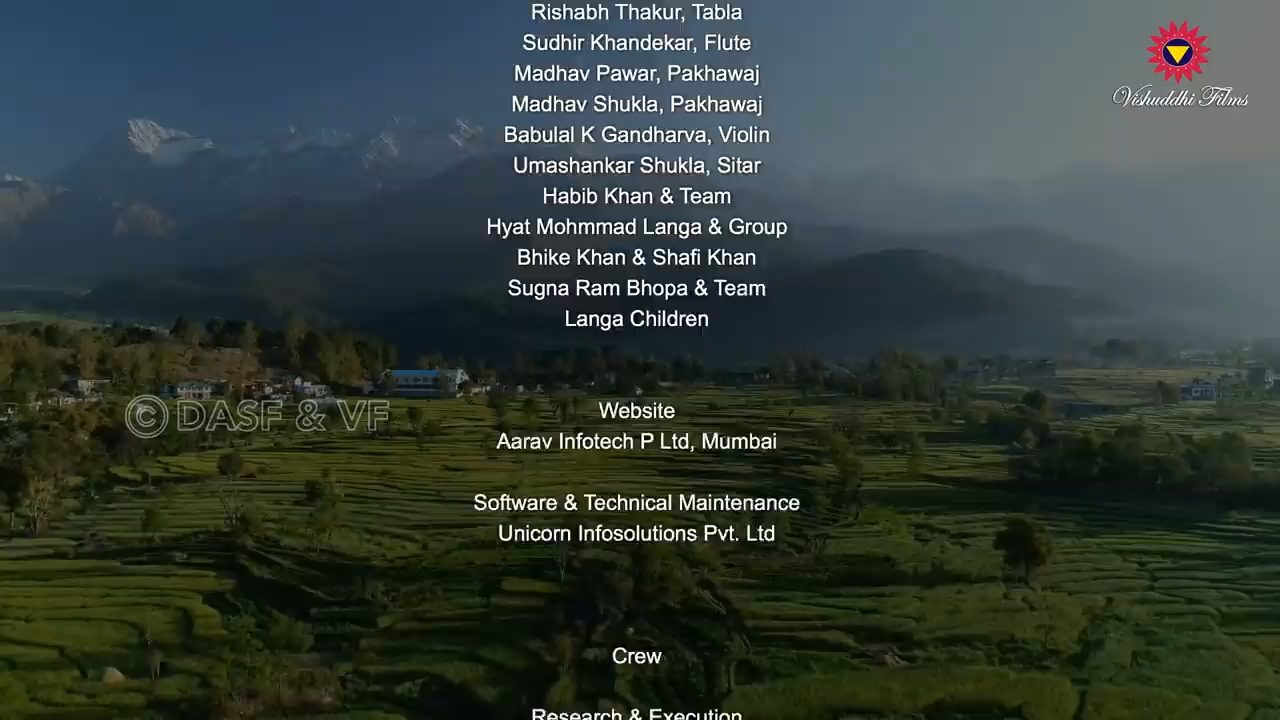 Rishabh Thakur, Tabla
Sudhir Khandekar, Flute
Madhav Pawar, Pakhawaj
Madhav Shukla, Pakhawaj
Babulal K Gandharva, Violin
Umashankar Shukla, Sitar
Habib Khan & Team
Hyat Mohmmad Langa & Group
Bhike Khan & Shafi Khan
Sugna Ram Bhopa & Team
Langa Children
Vishuddhi Films
© DASF & VF
Website
Aarav Infotech P Ltd, Mumbai
Software & Technical Maintenance
Unicorn Infosolutions Pvt. Ltd
Crew
Research & Execution